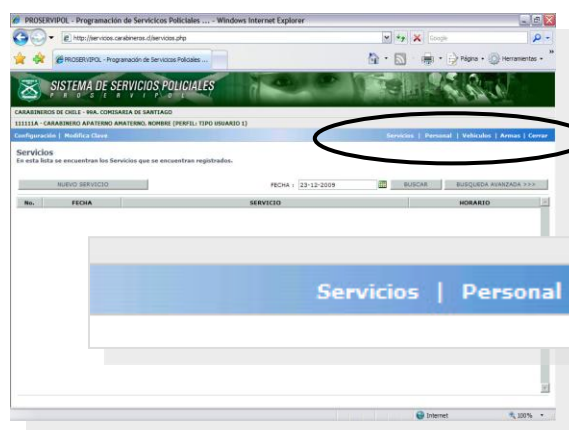 PROSERVIPOL - Programación de Servicicos Policiales ... - Windows Internet Explorer
http://servicios.carabineros.cl/servicios.php
Google
PROSERVIPOL - Programación de Servicicos Policiales ...
Página
Herramientas
SISTEMA DE SERVICIOS POLICIALES
P R O S E R V I P O L
CARABINEROS DE CHILE - 99A. COMISARIA DE SANTIAGO
111111A - CARABINERO APATERNO AMATERNO, NOMBRE (PERFIL: TIPO USUARIO 1)
Configuración | Modifica Clave
Servicios | Personal | Vehiculos | Armas | Cerrar
Servicios
En esta lista se encuentran los Servicios que se encuentran registrados.
NUEVO SERVICIO
FECHA : 23-12-2009
BUSCAR
BUSQUEDA AVANZADA >>>
No. FECHA SERVICIO HORARIO
Servicios | Personal
Internet
100%